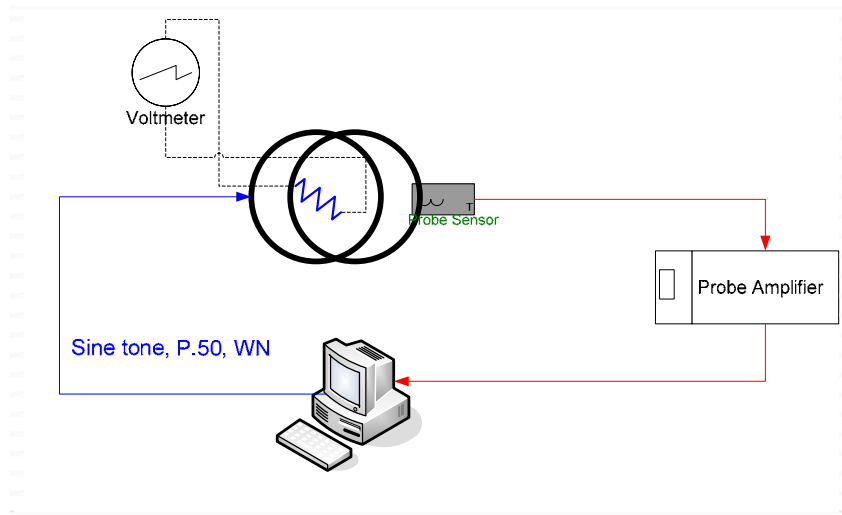 Voltmeter
T
Probe Sensor
Probe Amplifier
Sine tone, P.50, WN